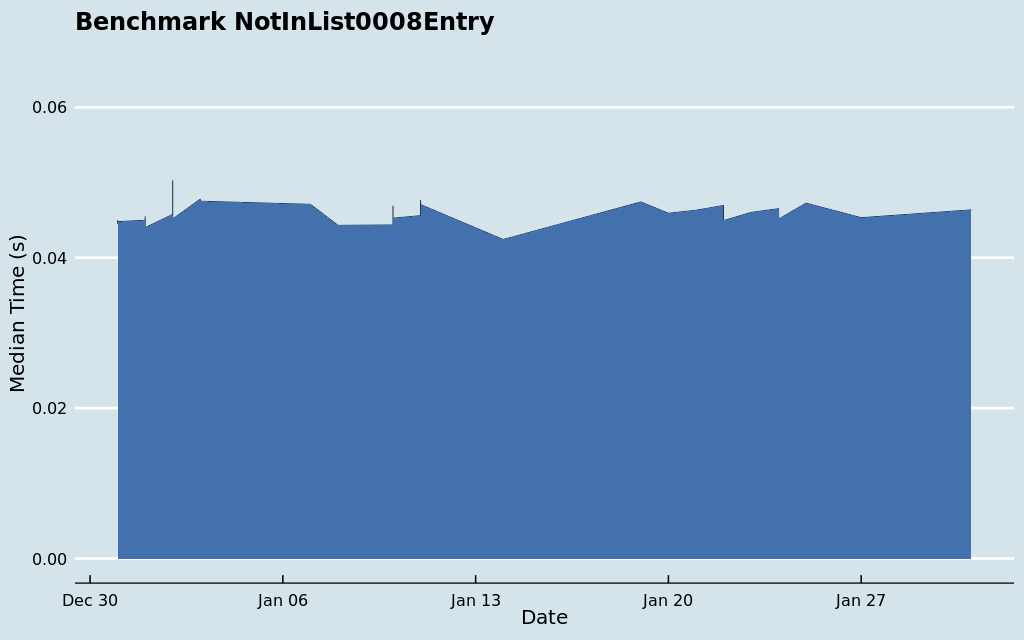 Benchmark NotInList0008Entry
0.06
0.04
0.02
0.00
Median Time (s)
Dec 30
Jan 06
Jan 13
Jan 20
Jan 27
Date